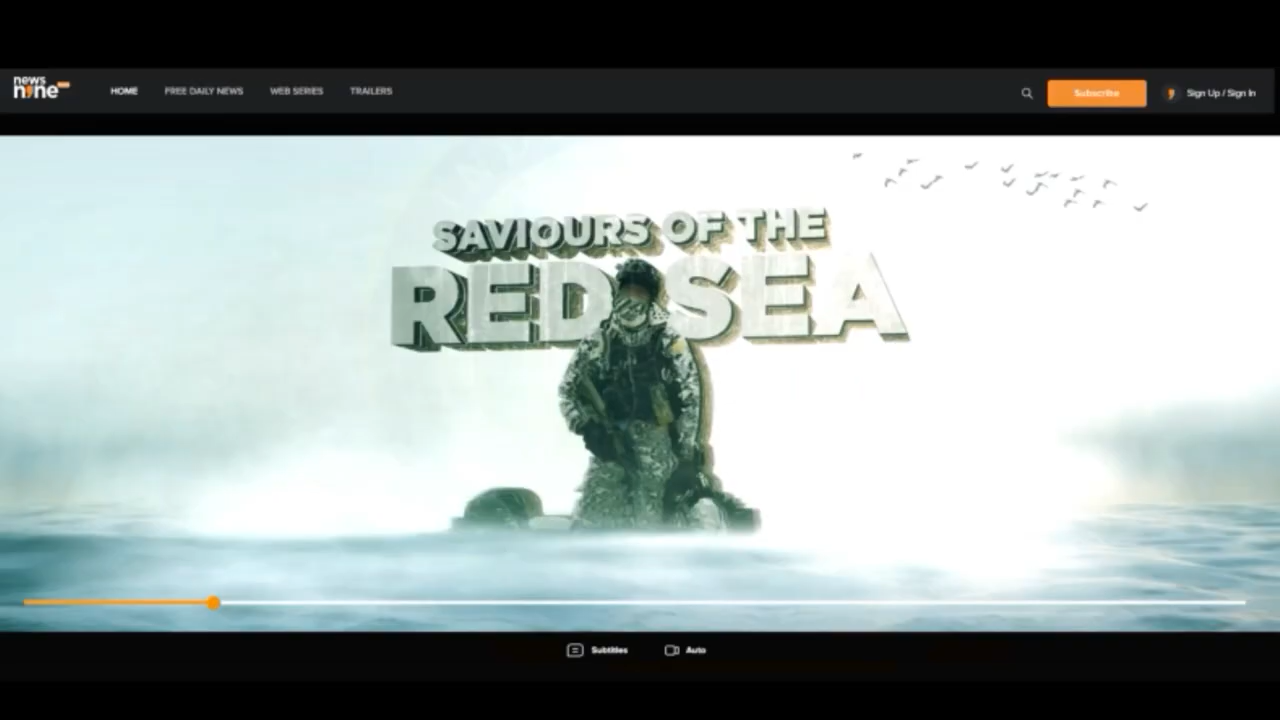 news
nine
HOME FREE DAILY NEWS WEB SERIES TRAILERS
Subscribe
Sign Up / Sign In
SAVIOURS OF THE
RED SEA
Subtitles Auto